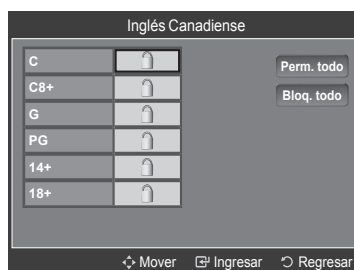 Inglés Canadiense
C
Perm. todo
C8+
Bloq. todo
G
PG
14+
18+
Mover Ingresar Regresar